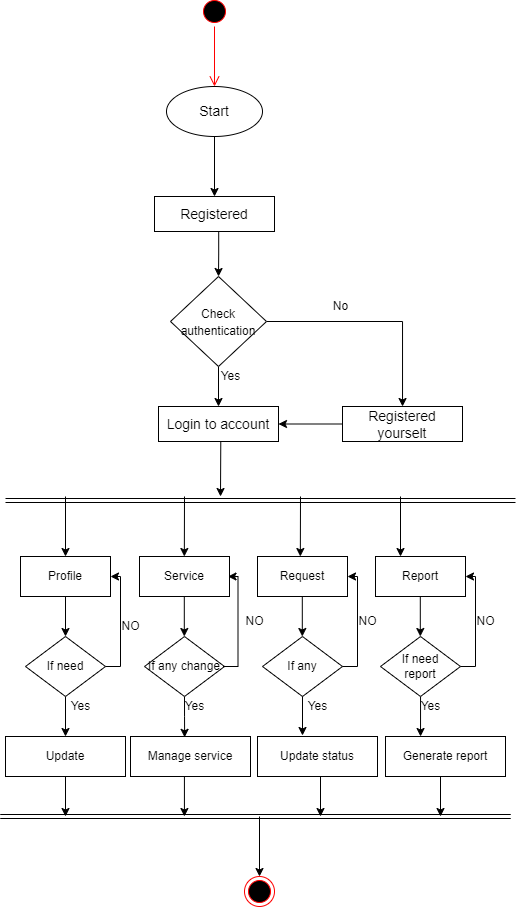 Start
Registered
Check
authentication
No
Yes
Login to account
Registered
yourselt
Profile
Service
Request
Report
NO
NO
NO
NO
If need
If any change
If any
If need
report
Yes
Yes
Yes
Yes
Update
Manage service
Update status
Generate report